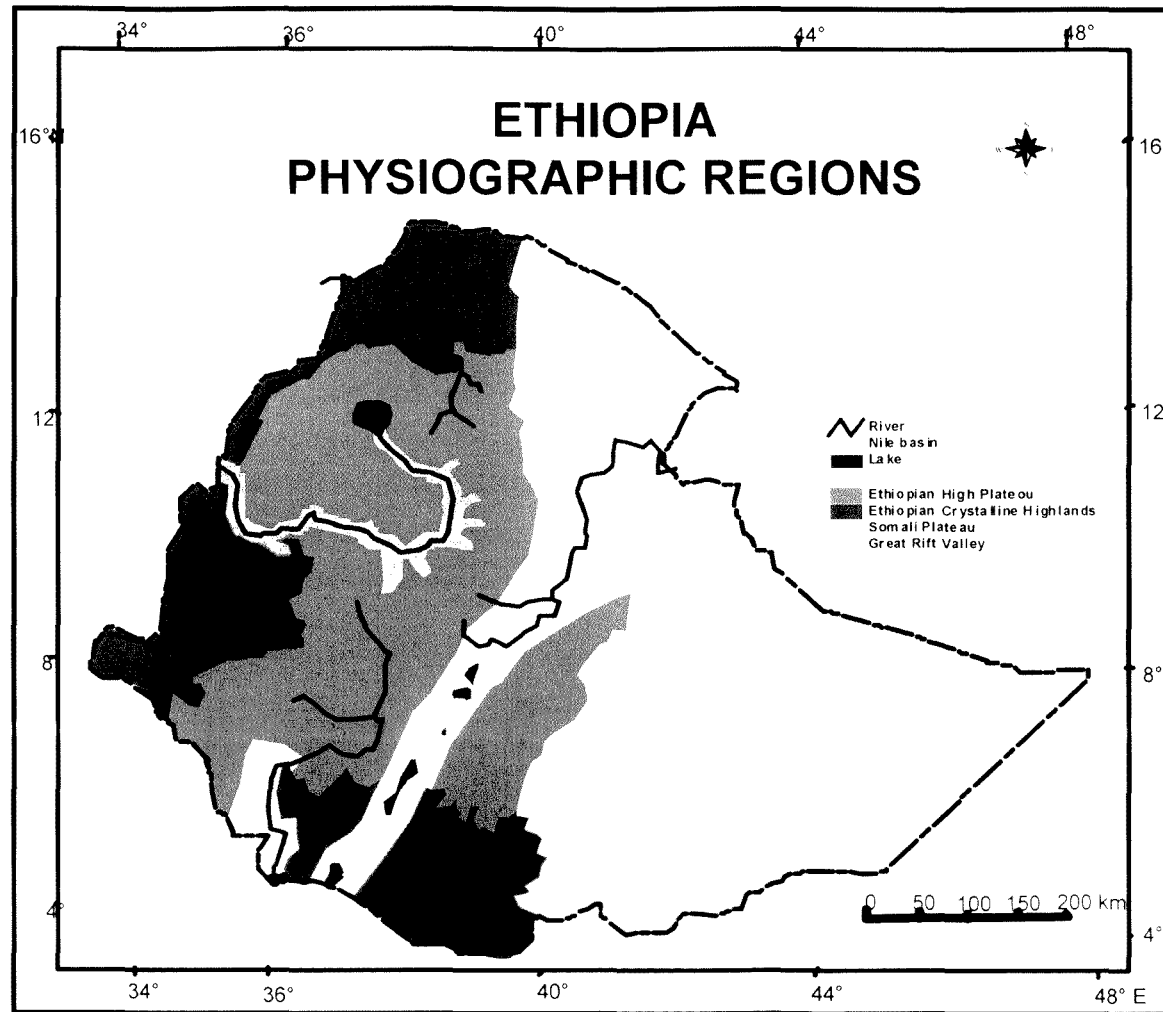 34° 36° 40° 44° 48°
ETHIOPIA
PHYSIOGRAPHIC REGIONS
16° 16°
12 12
River
Nile basin
Lake
Ethiopian High Plateou
Ethiopian Crystalline Highlands
Somali Plateau
Great Rift Valley
8° 8°
0 50 100 150 200 km
4° 4°
34° 36° 40° 44° 48° E